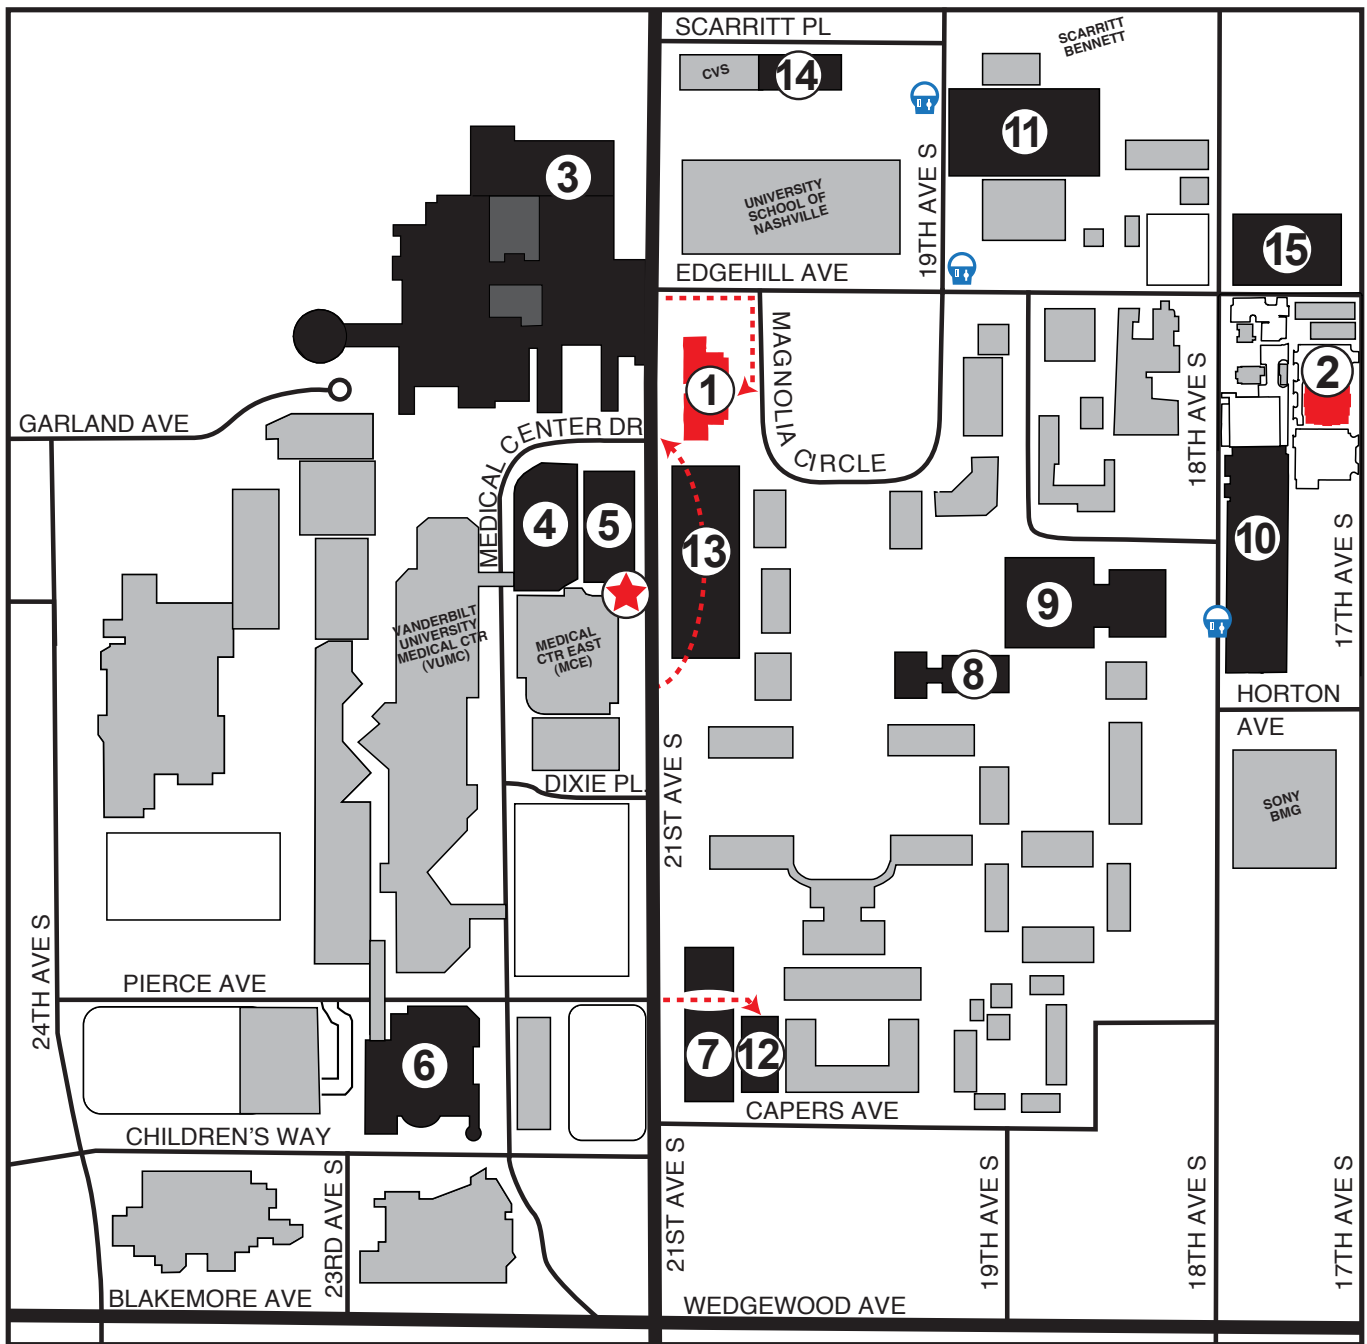 SCARRITT PL
SCARRITT
BENNETT
CVS
14
11
3
19TH AVE S
UNIVERSITY
SCHOOL OF
NASHVILLE
15
EDGEHILL AVE
MAGNOLIA CIRCLE
1
2
18TH AVE S
GARLAND AVE
MEDICAL CENTER DR
4
5
13
10
17TH AVE S
9
VANDERBILT
UNIVERSITY
MEDICAL CTR
(VUMC)
MEDICAL
CTR EAST
(MCE)
8
HORTON
AVE
21ST AVE S
DIXIE PL.
SONY
BMG
24TH AVE S
PIERCE AVE
6
7
12
CAPERS AVE
CHILDREN'S WAY
23RD AVE S
21ST AVE S
19TH AVE S
18TH AVE S
17TH AVE S
BLAKEMORE AVE
WEDGEWOOD AVE